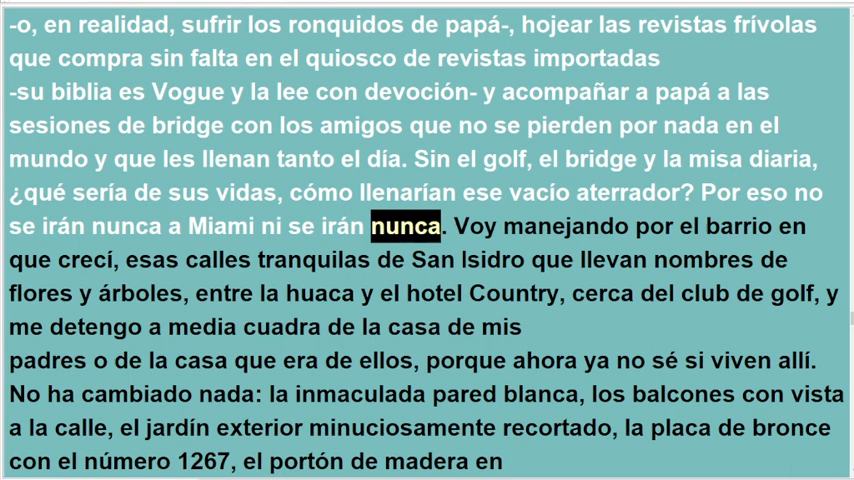 -o, en realidad, sufrir los ronquidos de papá-, hojear las revistas frívolas
que compra sin falta en el quiosco de revistas importadas
-su biblia es Vogue y la lee con devoción- y acompañar a papá a las
sesiones de bridge con los amigos que no se pierden por nada en el
mundo y que les llenan tanto el día. Sin el golf, el bridge y la misa diaria,
¿qué sería de sus vidas, cómo llenarían ese vacío aterrador? Por eso no
se irán nunca a Miami ni se irán nunca. Voy manejando por el barrio en
que crecí, esas calles tranquilas de San Isidro que llevan nombres de
flores y árboles, entre la huaca y el hotel Country, cerca del club de golf, y
me detengo a media cuadra de la casa de mis
padres o de la casa que era de ellos, porque ahora ya no sé si viven allí.
No ha cambiado nada: la inmaculada pared blanca, los balcones con vista
a la calle, el jardín exterior minuciosamente recortado, la placa de bronce
con el número 1267, el portón de madera en